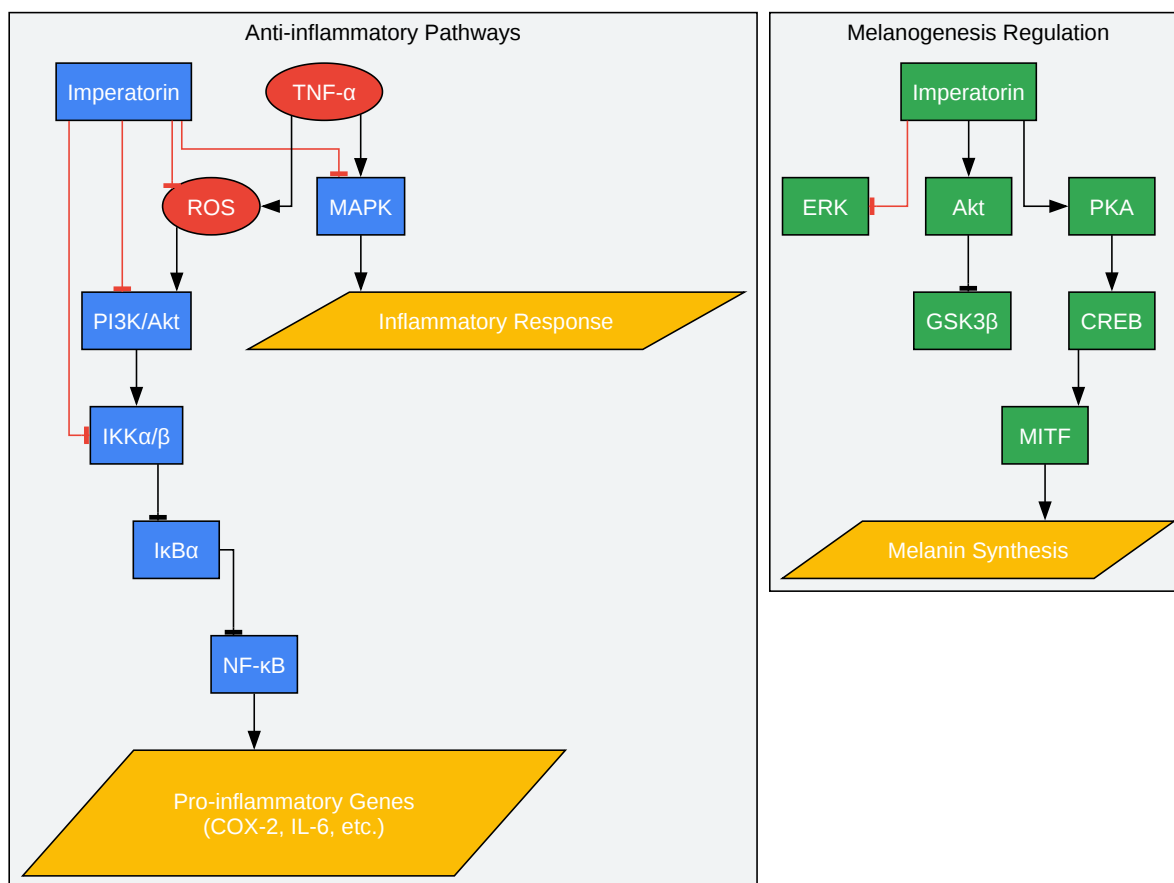 Anti-inflammatory Pathways
Imperatorin
TNF-α
ROS
MAPK
PI3K/Akt
Inflammatory Response
IKKα/β
IκBα
NF-κB
Pro-inflammatory Genes
(COX-2, IL-6, etc.)
Melanogenesis Regulation
Imperatorin
ERK
Akt
PKA
GSK3β
CREB
MITF
Melanin Synthesis